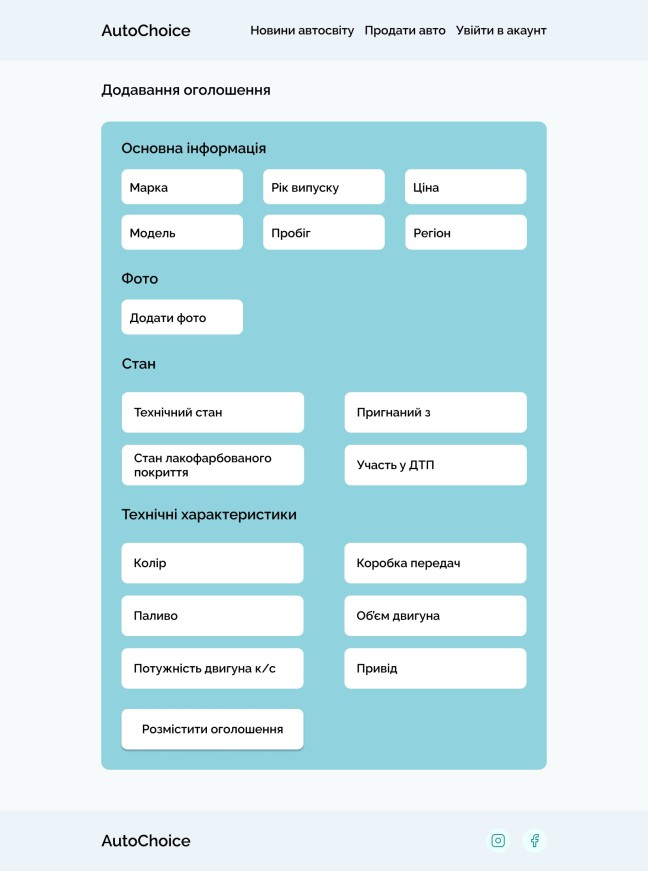 AutoChoice
Новини автосвіту Продати авто Увійти в акаунт
Додавання оголошення
Основна інформація
Марка
Рік випуску
Ціна
Модель
Пробіг
Регіон
Фото
Додати фото
Стан
Технічний стан
Пригнаний з
Стан лакофарбованого
покриття
Участь у ДТП
Технічні характеристики
Колір
Коробка передач
Паливо
Об'єм двигуна
Потужність двигуна к/с
Привід
Розмістити оголошення
AutoChoice